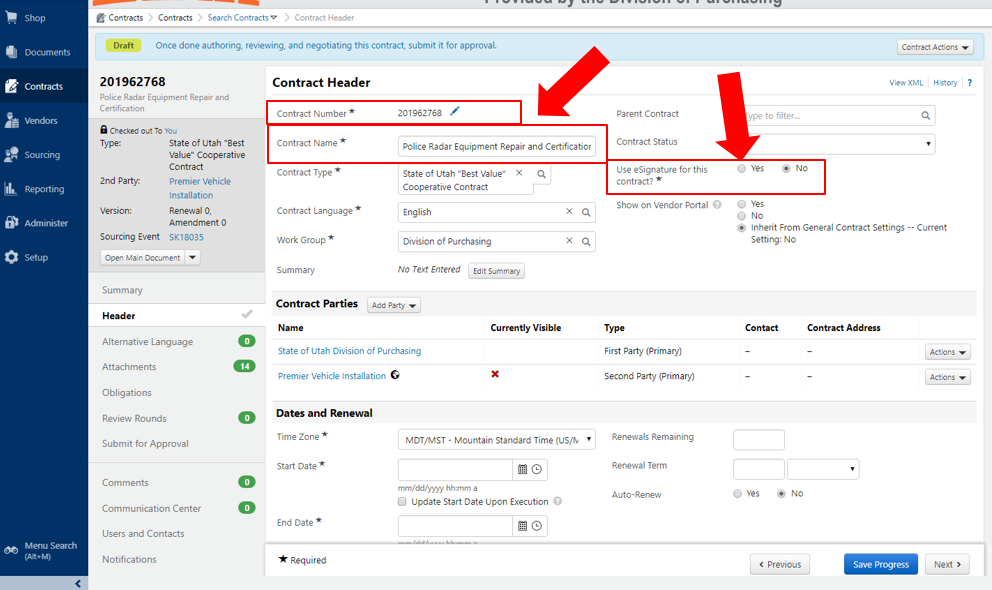 Provided by the Division of Purchasing
Shop
Documents
Contracts
Vendors
Sourcing
Reporting
Administer
Setup
Menu Search
(Alt+M)
Contracts > Contracts > Search Contracts > Contract Header
Draft
Once done authoring, reviewing, and negotiating this contract, submit it for approval.
Contract Actions
201962768
Police Radar Equipment Repair and
Certification
Checked out To You
Type: State of Utah "Best
Value" Cooperative
Contract
2nd Party: Premier Vehicle
Installation
Version: Renewal 0,
Amendment 0
Sourcing Event SK18035
Open Main Document
Summary
Header
Alternative Language 0
Attachments 14
Obligations
Review Rounds 0
Submit for Approval
Comments 0
Communication Center 0
Users and Contacts
Notifications
Contract Header
View XML History ?
Contract Number ★ 201962768
Contract Name ★ Police Radar Equipment Repair and Certification
Contract Type ★ State of Utah "Best Value" ×
Cooperative Contract
Contract Language ★ English ×
Work Group ★ Division of Purchasing ×
Summary No Text Entered Edit Summary
Parent Contract ype to filter...
Contract Status
Use eSignature for this
contract? ★ Yes No
Show on Vendor Portal ? Yes
No
Inherit From General Contract Settings -- Current
Setting: No
Contract Parties Add Party
Name Currently Visible Type Contact Contract Address
State of Utah Division of Purchasing First Party (Primary) – – Actions
Premier Vehicle Installation Second Party (Primary) – – Actions
Dates and Renewal
Time Zone ★ MDT/MST - Mountain Standard Time (US/M
Start Date ★
mm/dd/yyyy hh:mm a
Update Start Date Upon Execution ?
End Date ★
Renewals Remaining
Renewal Term
Auto-Renew Yes No
★ Required
< Previous Save Progress Next >